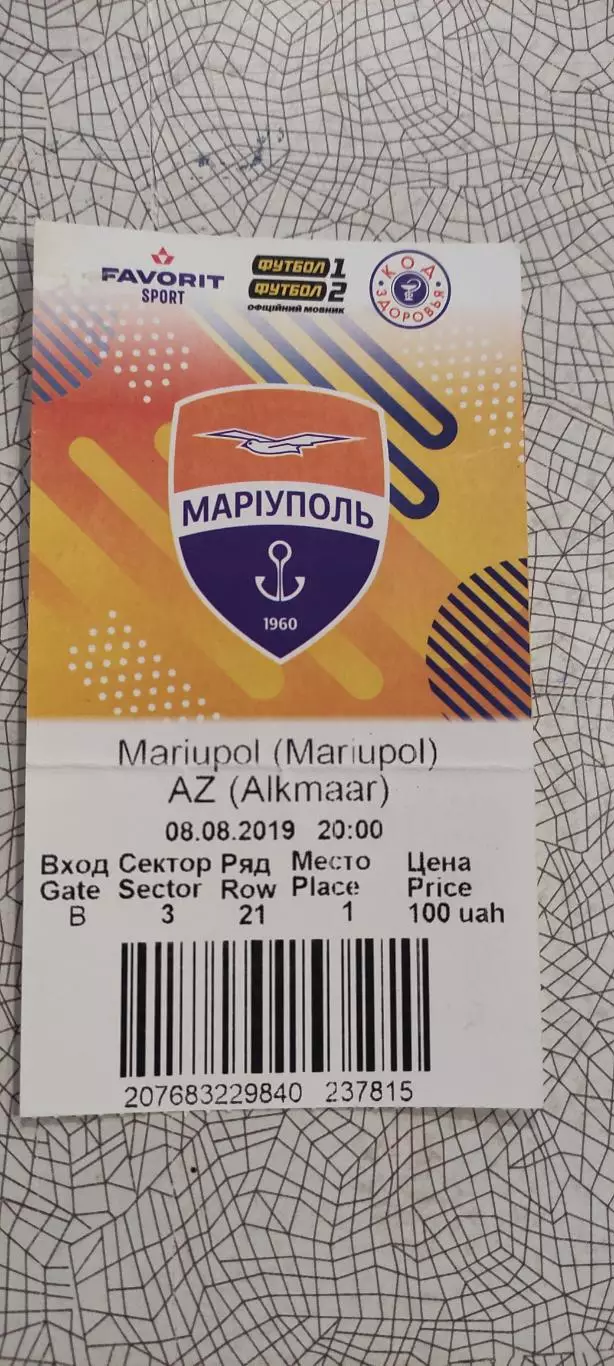 FAVORIT
SPORT
ФУТБОЛ 1
ФУТБОЛ 2
ОФІЦІЙНИЙ МОВНИК
КОД
ЗДОРОВЬЯ
МАРІУПОЛЬ
1960
Mariupol (Mariupol)
AZ (Alkmaar)
08.08.2019 20:00
Вход Сектор Ряд Место Цена
Gate Sector Row Place Price
B 3 21 1 100 uah
207683229840 237815